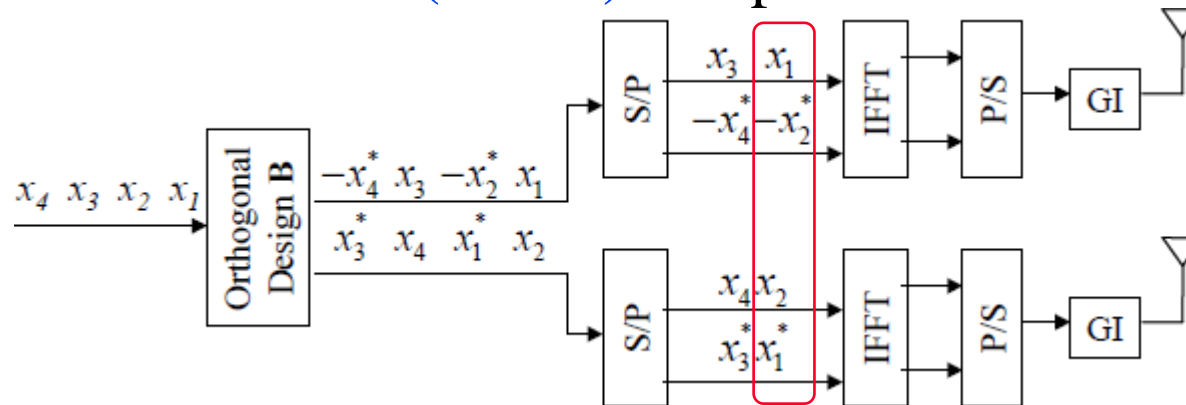 x₄ x₃ x₂ x₁
Orthogonal
Design B
−x₄* x₃ −x₂* x₁
x₃* x₄ x₁* x₂
S/P
x₃ x₁
−x₄* −x₂*
IFFT
P/S
GI
S/P
x₄ x₂
x₃* x₁*
IFFT
P/S
GI